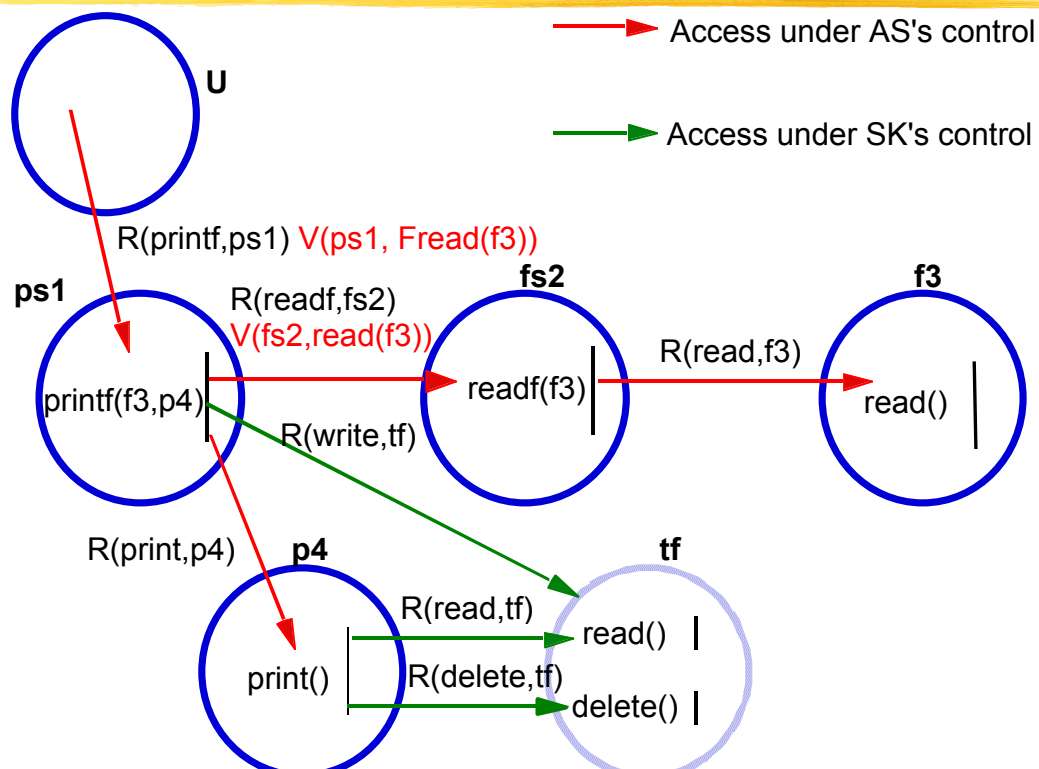 Access under AS's control
U
Access under SK's control
R(printf,ps1) V(ps1, Fread(f3))
ps1
fs2
f3
R(readf,fs2)
V(fs2,read(f3))
R(read,f3)
printf(f3,p4)
readf(f3)
read()
R(write,tf)
R(print,p4)
p4
tf
R(read,tf)
read()
print()
R(delete,tf)
delete()